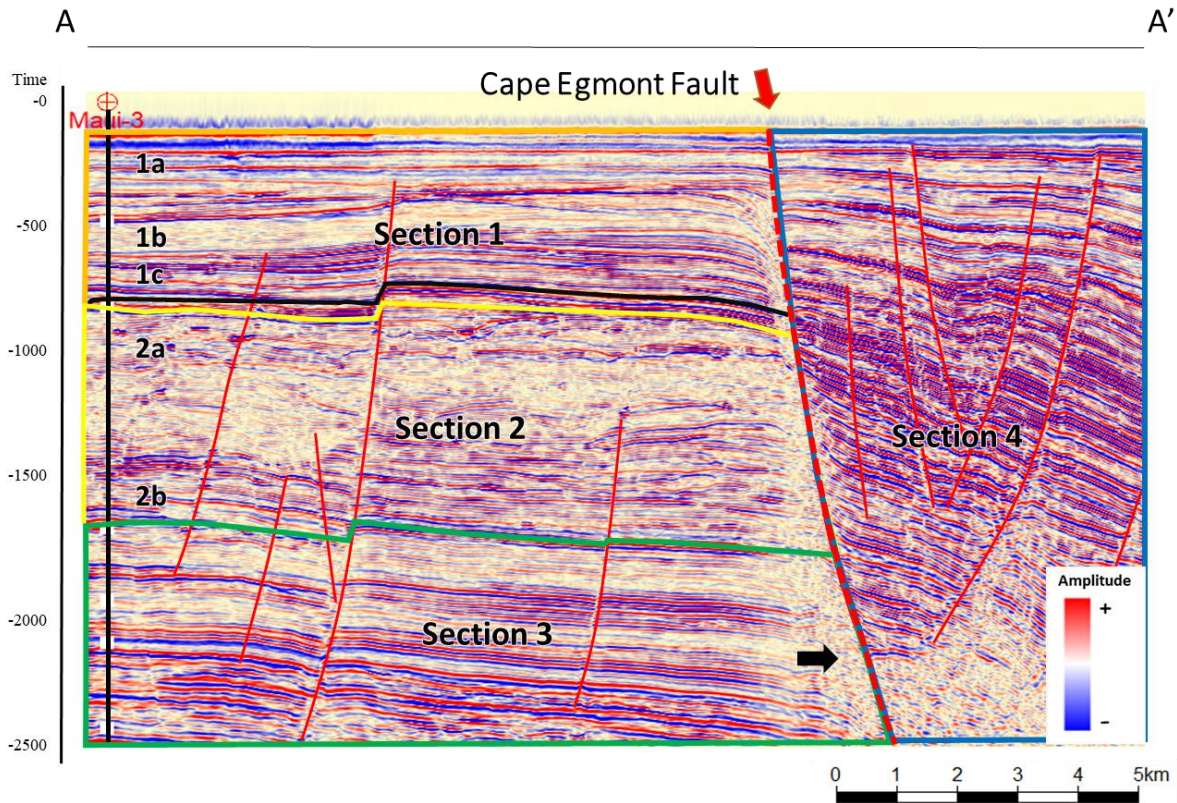 A A’
Time
-0
Cape Egmont Fault
Maui-3
1a
-500
1b
Section 1
1c
2a
-1000
Section 2
Section 4
-1500
2b
Amplitude
+
-2000
Section 3
–
-2500
0 1 2 3 4 5km